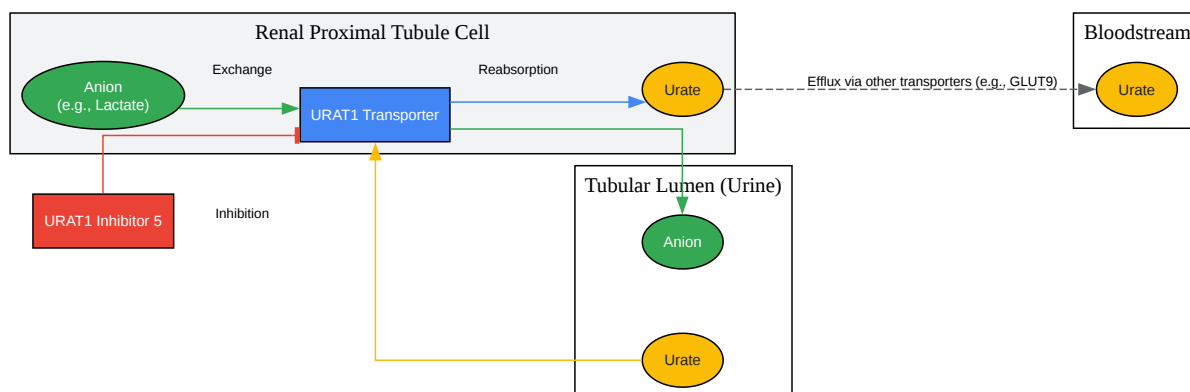 Renal Proximal Tubule Cell
Bloodstream
Exchange
Reabsorption
Anion
(e.g., Lactate)
URAT1 Transporter
Urate
Efflux via other transporters (e.g., GLUT9)
Urate
Tubular Lumen (Urine)
URAT1 Inhibitor 5
Inhibition
Anion
Urate